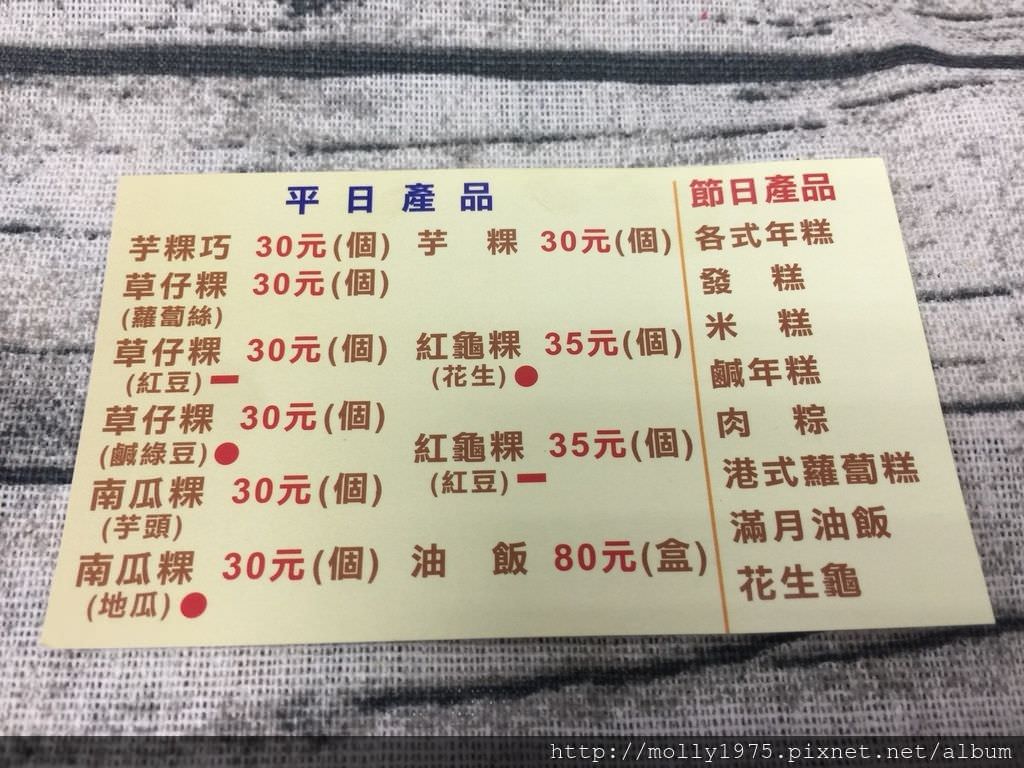 平日產品
芋粿巧 30元(個) 芋 粿 30元(個)
草仔粿 30元(個)
(蘿蔔絲)
草仔粿 30元(個) 紅龜粿 35元(個)
(紅豆) (花生)
草仔粿 30元(個)
(鹹綠豆)
紅龜粿 35元(個)
(紅豆)
南瓜粿 30元(個)
(芋頭)
南瓜粿 30元(個) 油 飯 80元(盒)
(地瓜)
節日產品
各式年糕
發 糕
米 糕
鹹年糕
肉 粽
港式蘿蔔糕
滿月油飯
花生龜
http://molly1975.pixnet.net/album